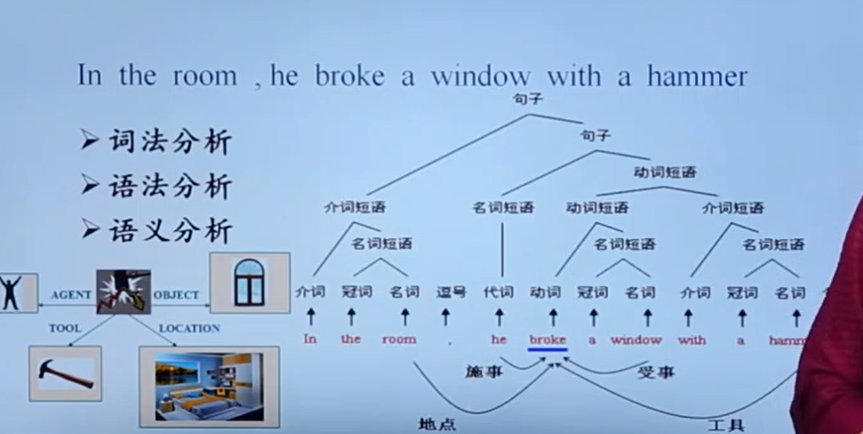 In the room , he broke a window with a hammer
句子
句子
动词短语
介词短语 名词短语 动词短语 介词短语
名词短语 名词短语 名词短语
介词 冠词 名词 逗号 代词 动词 冠词 名词 介词 冠词 名词
In the room , he broke a window with a
施事 受事
地点 工具
➢ 词法分析
➢ 语法分析
➢ 语义分析
AGENT OBJECT
TOOL LOCATION